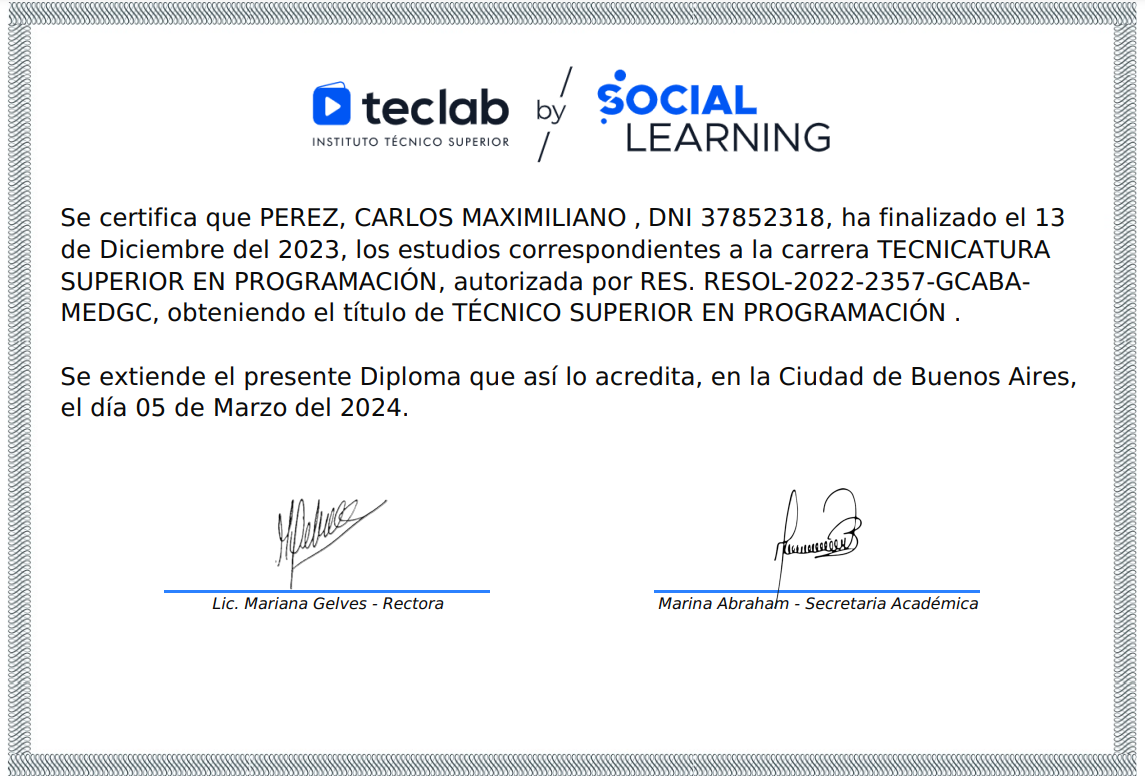 teclab by SOCIAL
INSTITUTO TÉCNICO SUPERIOR LEARNING
Se certifica que PEREZ, CARLOS MAXIMILIANO , DNI 37852318, ha finalizado el 13
de Diciembre del 2023, los estudios correspondientes a la carrera TECNICATURA
SUPERIOR EN PROGRAMACIÓN, autorizada por RES. RESOL-2022-2357-GCABA-
MEDGC, obteniendo el título de TÉCNICO SUPERIOR EN PROGRAMACIÓN .
Se extiende el presente Diploma que así lo acredita, en la Ciudad de Buenos Aires,
el día 05 de Marzo del 2024.
Lic. Mariana Gelves - Rectora
Marina Abraham - Secretaria Académica